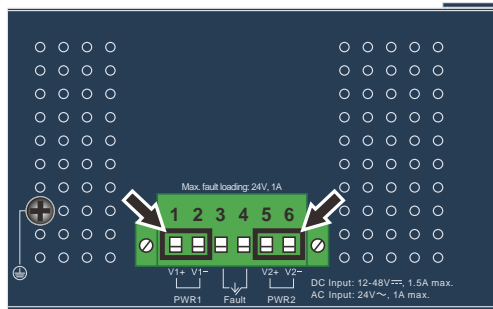 Max. fault loading: 24V, 1A
1 2 3 4 5 6
V1+ V1− V2+ V2−
PWR1 Fault PWR2
DC Input: 12-48V⎓, 1.5A max.
AC Input: 24V～, 1A max.